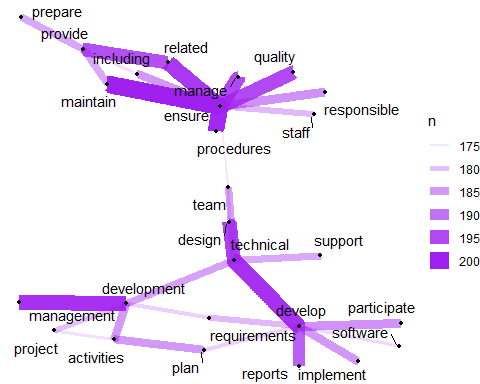 prepare
provide
related
including
quality
manage
maintain
responsible
ensure
staff
procedures
n
175
180
185
190
195
200
team
design
technical
support
development
management
develop
participate
project
requirements
software
activities
plan
reports
implement